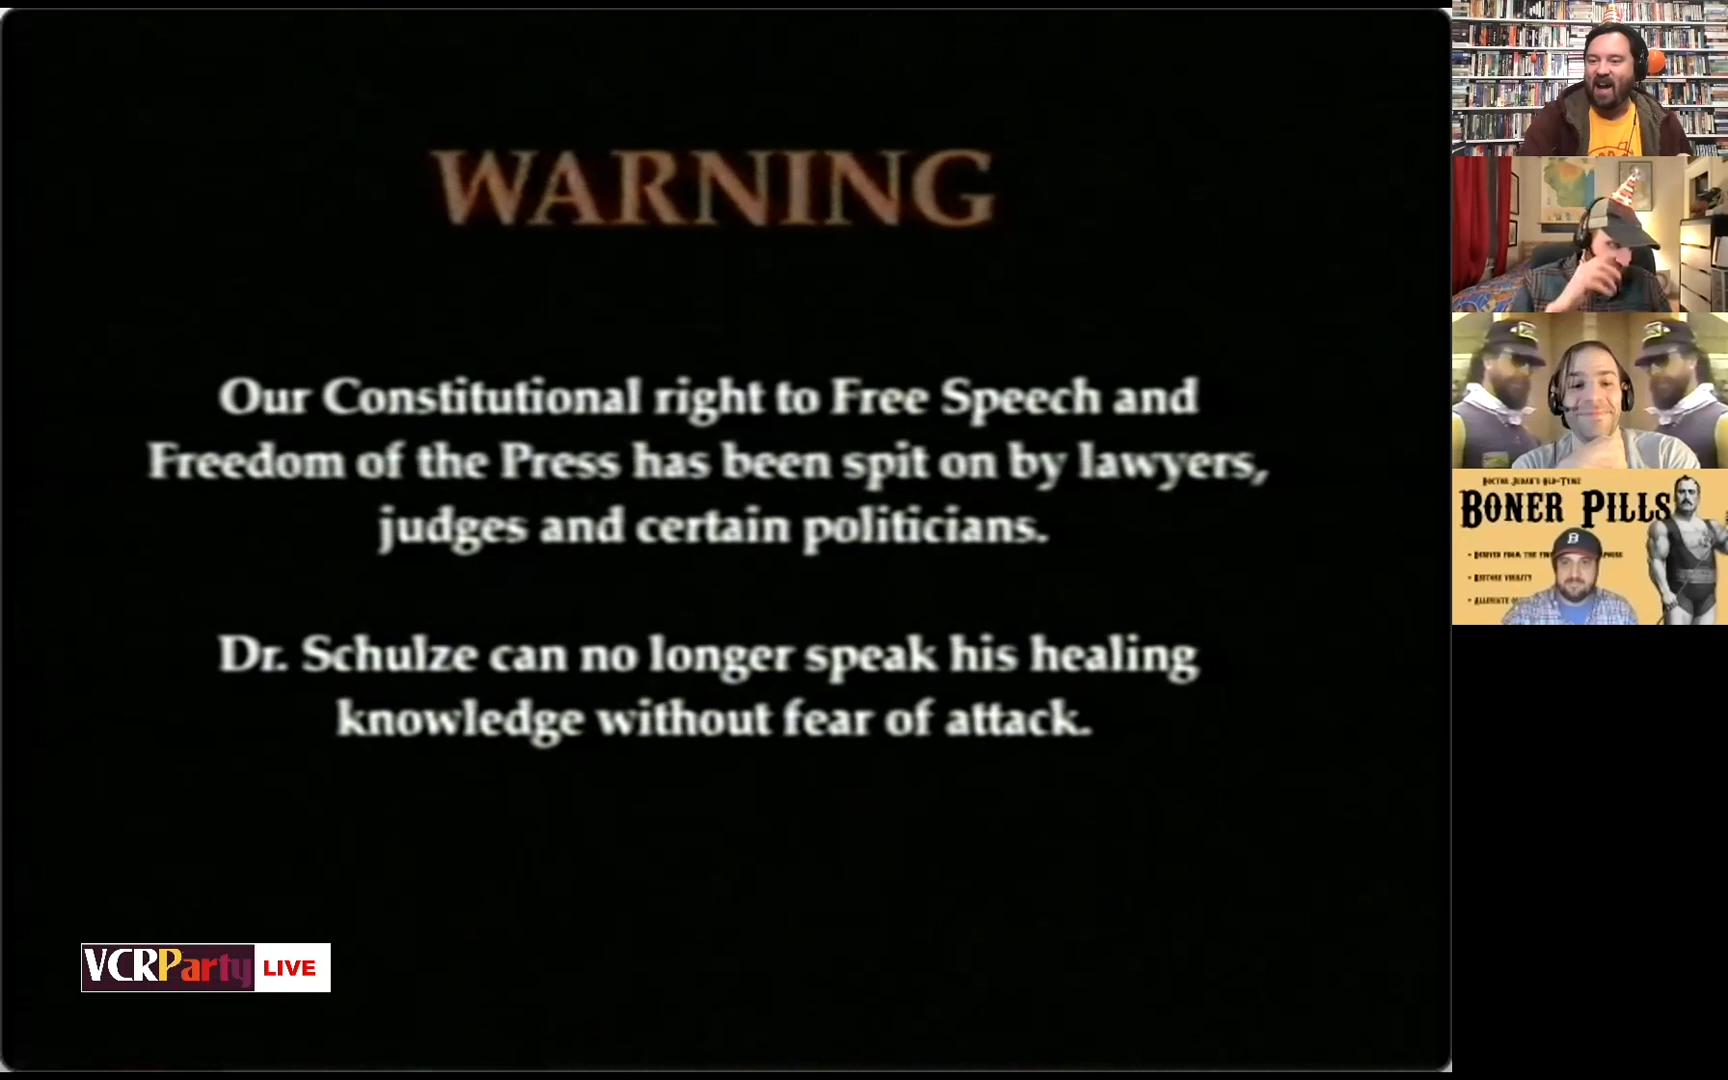 WARNING
Our Constitutional right to Free Speech and
Freedom of the Press has been spit on by lawyers,
judges and certain politicians.
Dr. Schulze can no longer speak his healing
knowledge without fear of attack.
VCRParty LIVE
BONER PILLS
B